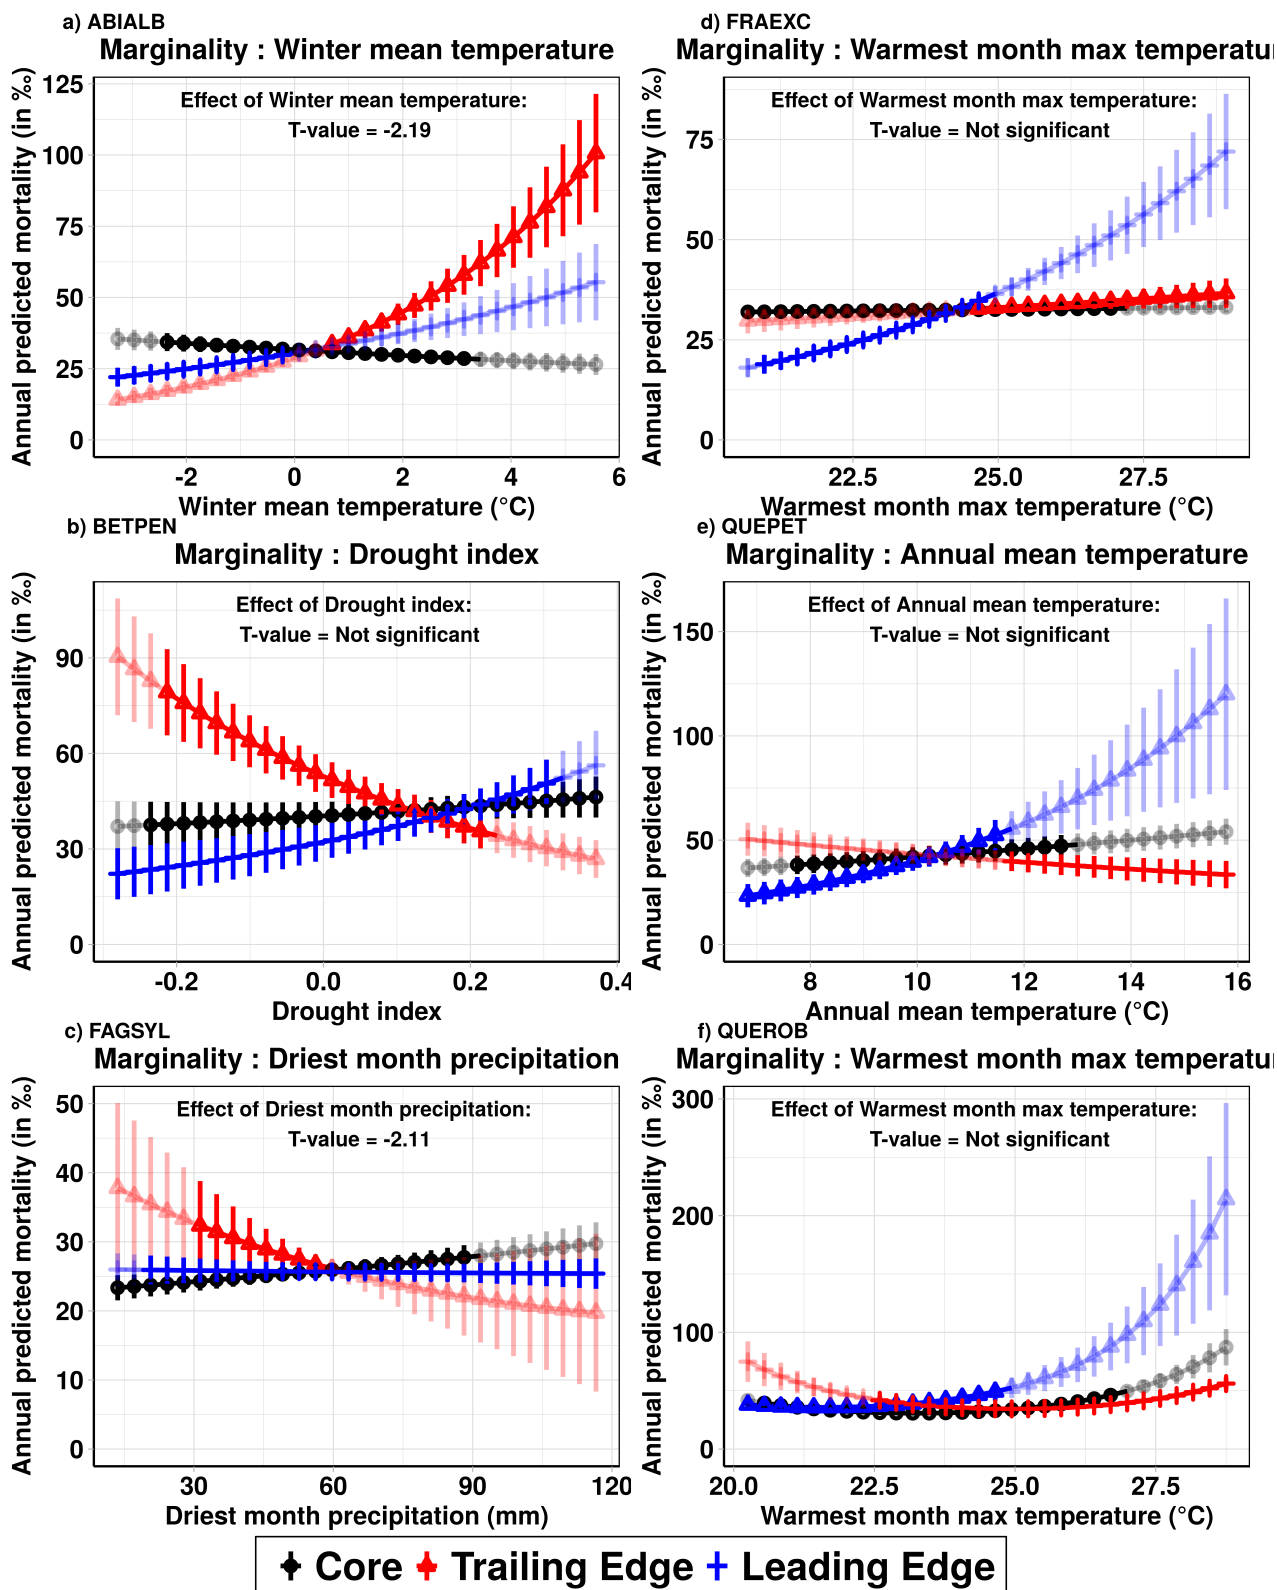 a) ABIALB
Marginality : Winter mean temperature
Effect of Winter mean temperature:
T-value = -2.19
Annual predicted mortality (in ‰)
125
100
75
50
25
0
-2 0 2 4 6
Winter mean temperature (°C)
d) FRAEXC
Marginality : Warmest month max temperatur
Effect of Warmest month max temperature:
T-value = Not significant
Annual predicted mortality (in ‰)
75
50
25
0
22.5 25.0 27.5
Warmest month max temperature (°C)
b) BETPEN
Marginality : Drought index
Effect of Drought index:
T-value = Not significant
Annual predicted mortality (in ‰)
90
60
30
0
-0.2 0.0 0.2 0.4
Drought index
e) QUEPET
Marginality : Annual mean temperature
Effect of Annual mean temperature:
T-value = Not significant
Annual predicted mortality (in ‰)
150
100
50
0
8 10 12 14 16
Annual mean temperature (°C)
c) FAGSYL
Marginality : Driest month precipitation
Effect of Driest month precipitation:
T-value = -2.11
Annual predicted mortality (in ‰)
50
40
30
20
10
0
30 60 90 120
Driest month precipitation (mm)
f) QUEROB
Marginality : Warmest month max temperatur
Effect of Warmest month max temperature:
T-value = Not significant
Annual predicted mortality (in ‰)
300
200
100
0
20.0 22.5 25.0 27.5
Warmest month max temperature (°C)
Core Trailing Edge Leading Edge